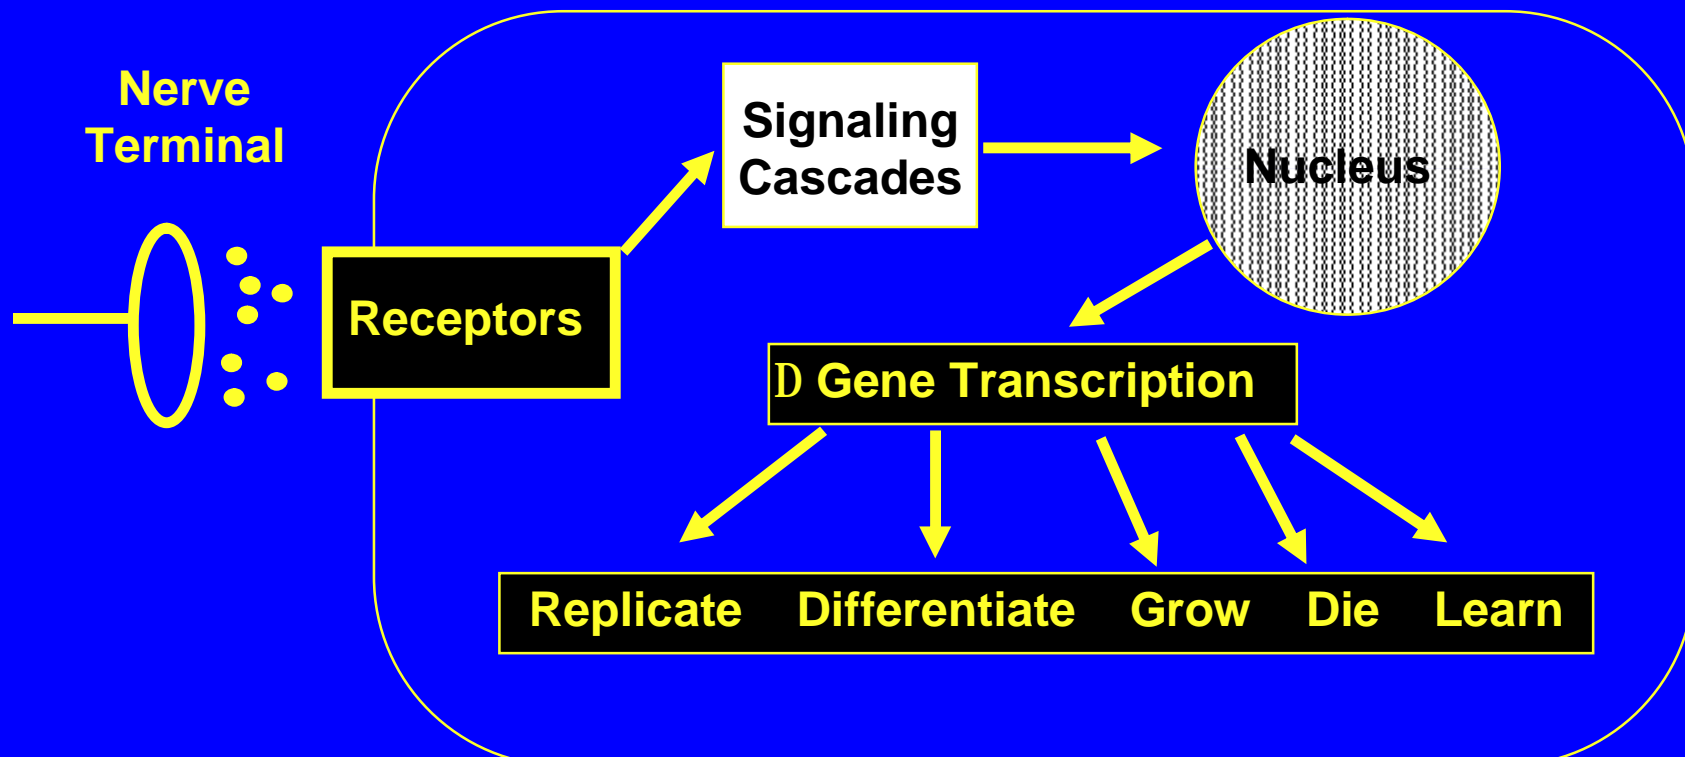 Nerve
Terminal
Signaling
Cascades
Nucleus
Receptors
D Gene Transcription
Replicate Differentiate Grow Die Learn